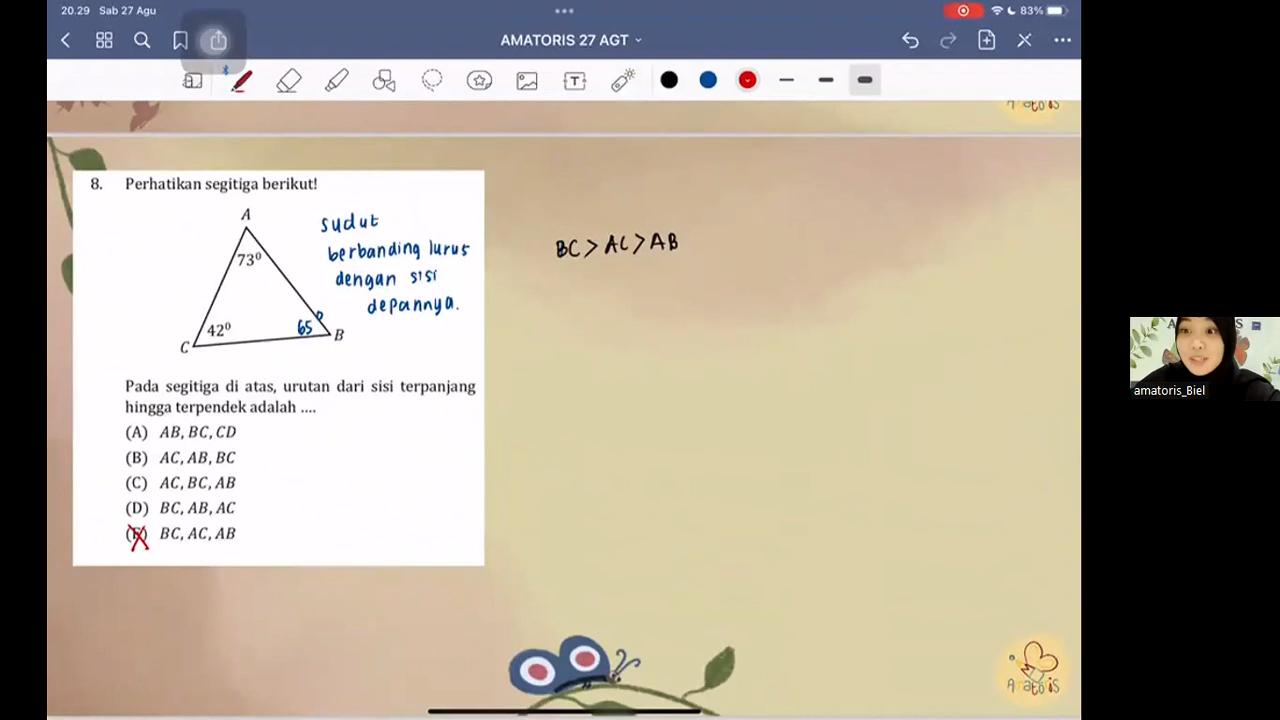 20.29 Sab 27 Agu
83%
AMATORIS 27 AGT
T
Amatoris
8. Perhatikan segitiga berikut!
A
73⁰
42⁰
65°
B
C
sudut
berbanding lurus
dengan sisi
depannya.
BC > AC > AB
Pada segitiga di atas, urutan dari sisi terpanjang
hingga terpendek adalah ....
(A) AB, BC, CD
(B) AC, AB, BC
(C) AC, BC, AB
(D) BC, AB, AC
(E) BC, AC, AB
amatoris_Biel
Amatoris